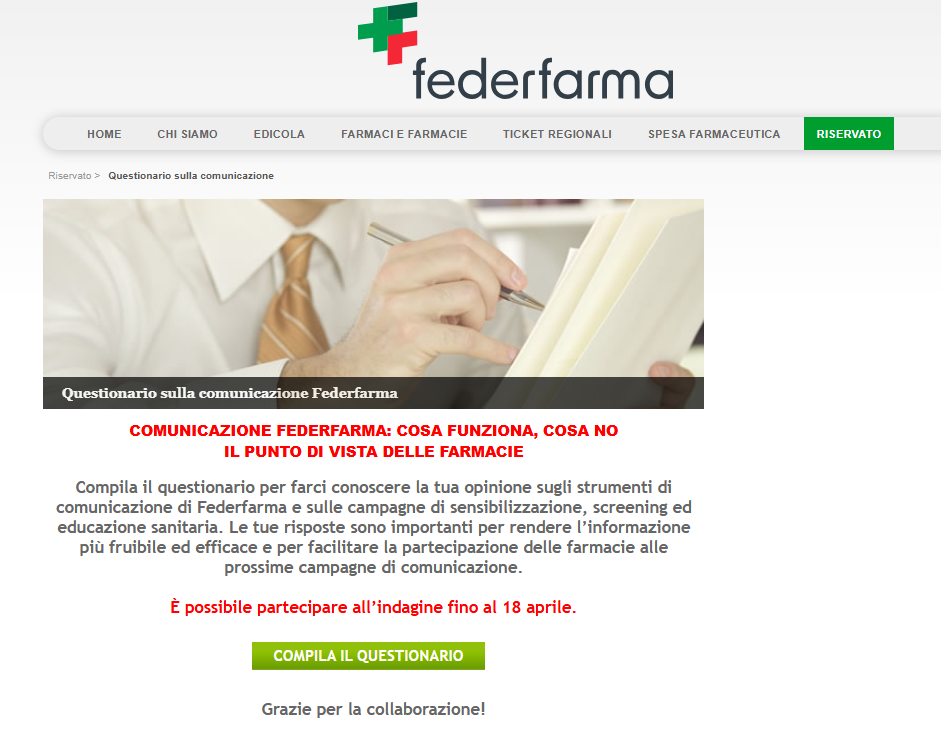 federfarma
HOME CHI SIAMO EDICOLA FARMACI E FARMACIE TICKET REGIONALI SPESA FARMACEUTICA RISERVATO
Riservato > Questionario sulla comunicazione
Questionario sulla comunicazione Federfarma
COMUNICAZIONE FEDERFARMA: COSA FUNZIONA, COSA NO
IL PUNTO DI VISTA DELLE FARMACIE
Compila il questionario per farci conoscere la tua opinione sugli strumenti di
comunicazione di Federfarma e sulle campagne di sensibilizzazione, screening ed
educazione sanitaria. Le tue risposte sono importanti per rendere l’informazione
più fruibile ed efficace e per facilitare la partecipazione delle farmacie alle
prossime campagne di comunicazione.
È possibile partecipare all’indagine fino al 18 aprile.
COMPILA IL QUESTIONARIO
Grazie per la collaborazione!